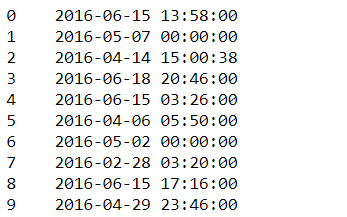 0    2016-06-15 13:58:00
1    2016-05-07 00:00:00
2    2016-04-14 15:00:38
3    2016-06-18 20:46:00
4    2016-06-15 03:26:00
5    2016-04-06 05:50:00
6    2016-05-02 00:00:00
7    2016-02-28 03:20:00
8    2016-06-15 17:16:00
9    2016-04-29 23:46:00